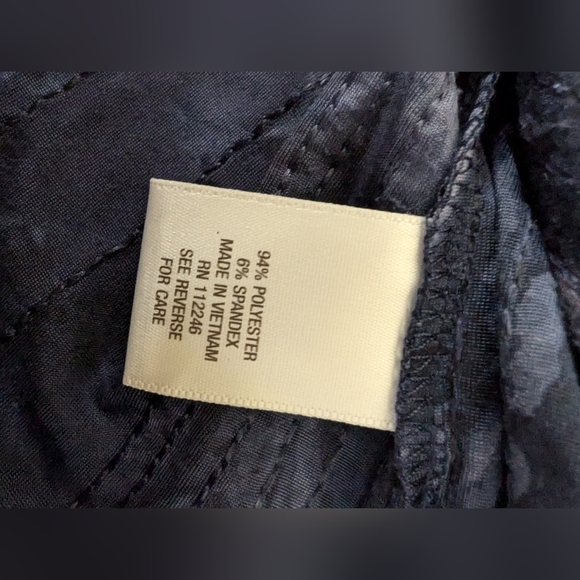 94% POLYESTER
6% SPANDEX
MADE IN VIETNAM
RN 112246
SEE REVERSE
FOR CARE